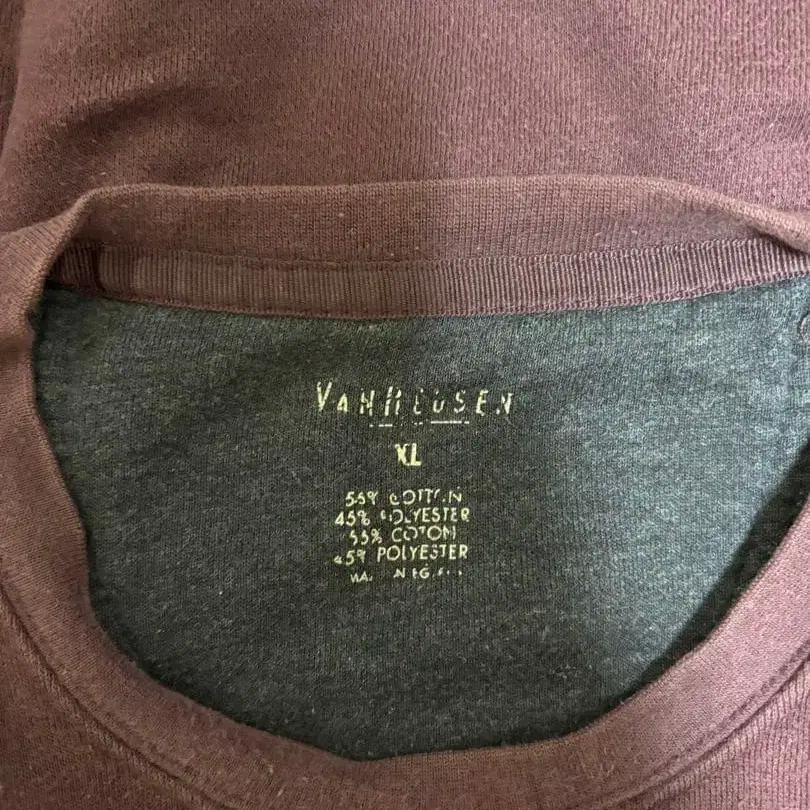 VAN HEUSEN
XL
55% COTTON
45% POLYESTER
55% COTON
45% POLYESTER